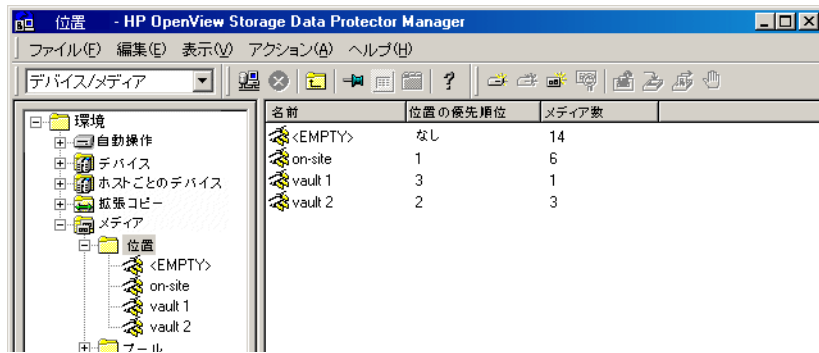 位置 - HP OpenView Storage Data Protector Manager
ファイル(F) 編集(E) 表示(V) アクション(A) ヘルプ(H)
デバイス/メディア
環境
自動操作
デバイス
ホストごとのデバイス
拡張コピー
メディア
位置
<EMPTY>
on-site
vault 1
vault 2
プール
名前 位置の優先順位 メディア数
<EMPTY> なし 14
on-site 1 6
vault 1 3 1
vault 2 2 3